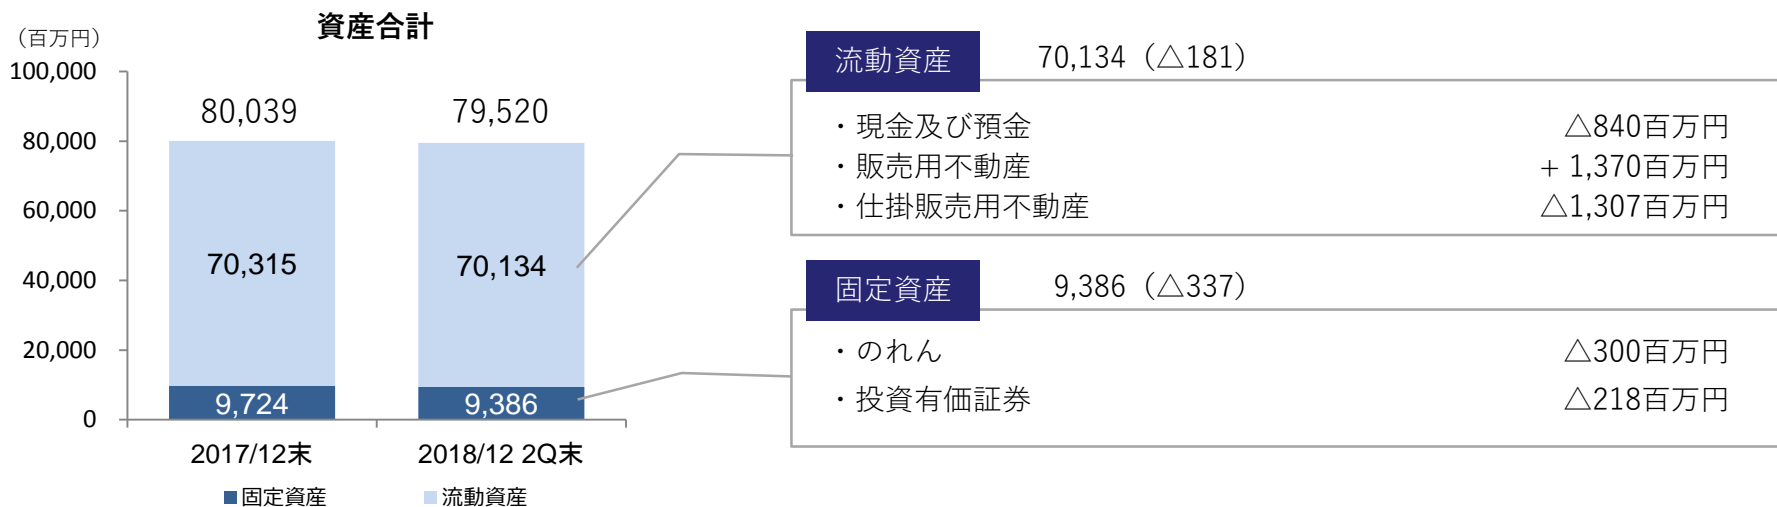 資産合計
（百万円）
100,000
80,000
60,000
40,000
20,000
0
80,039
79,520
70,315
70,134
9,724
9,386
2017/12末
2018/12 2Q末
固定資産
流動資産
流動資産 70,134（△181）
・現金及び預金 △840百万円
・販売用不動産 + 1,370百万円
・仕掛販売用不動産 △1,307百万円
固定資産 9,386（△337）
・のれん △300百万円
・投資有価証券 △218百万円